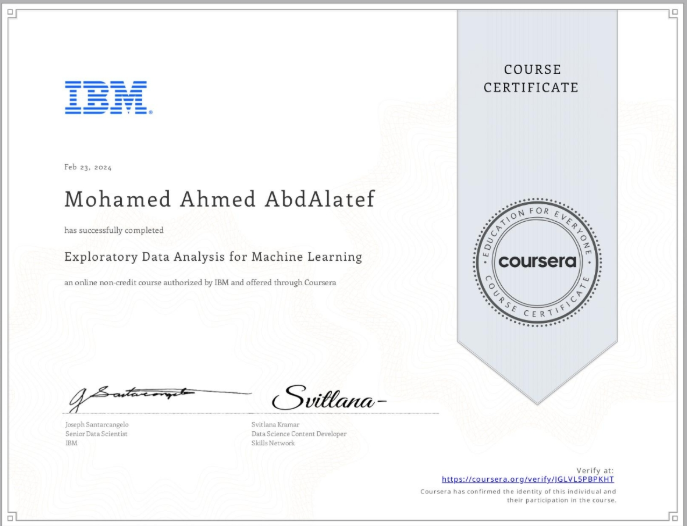 COURSE
CERTIFICATE
IBM
Feb 23, 2024
Mohamed Ahmed AbdAlatef
has successfully completed
Exploratory Data Analysis for Machine Learning
an online non-credit course authorized by IBM and offered through Coursera
EDUCATION FOR EVERYONE
coursera
COURSE CERTIFICATE
J Santarcangelo
Svitlana
Joseph Santarcangelo
Senior Data Scientist
IBM
Svitlana Kramar
Data Science Content Developer
Skills Network
Verify at:
https://coursera.org/verify/JGLVL5PBPKHT
Coursera has confirmed the identity of this individual and
their participation in the course.